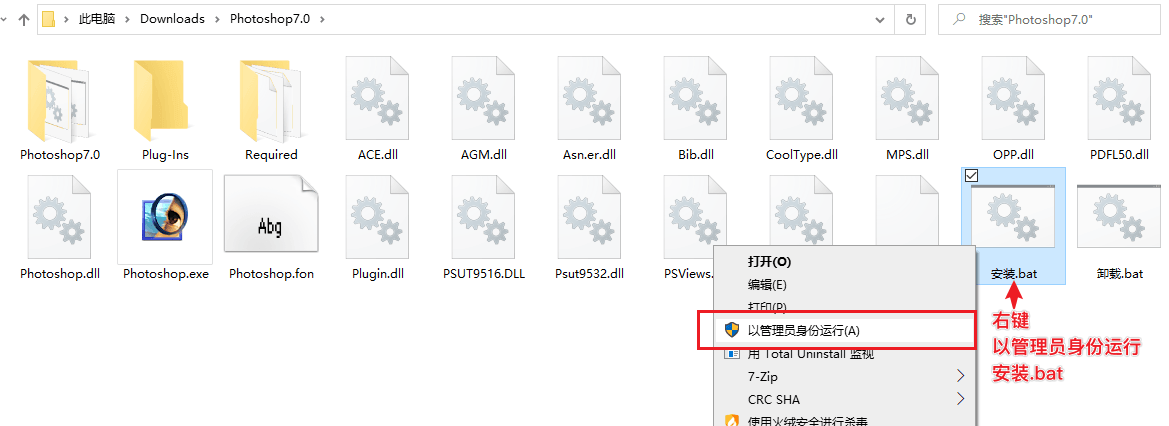 此电脑 > Downloads > Photoshop7.0 >
搜索"Photoshop7.0"
Photoshop7.0 Plug-Ins Required ACE.dll AGM.dll Asn.er.dll Bib.dll CoolType.dll MPS.dll OPP.dll PDFL50.dll
Abg
Photoshop.dll Photoshop.exe Photoshop.fon Plugin.dll PSUT9516.DLL Psut9532.dll PSViews. 安装.bat 卸载.bat
打开(O)
编辑(E)
打印(P)
以管理员身份运行(A)
用 Total Uninstall 监视
7-Zip
CRC SHA
使用火绒安全进行杀毒
右键
以管理员身份运行
安装.bat